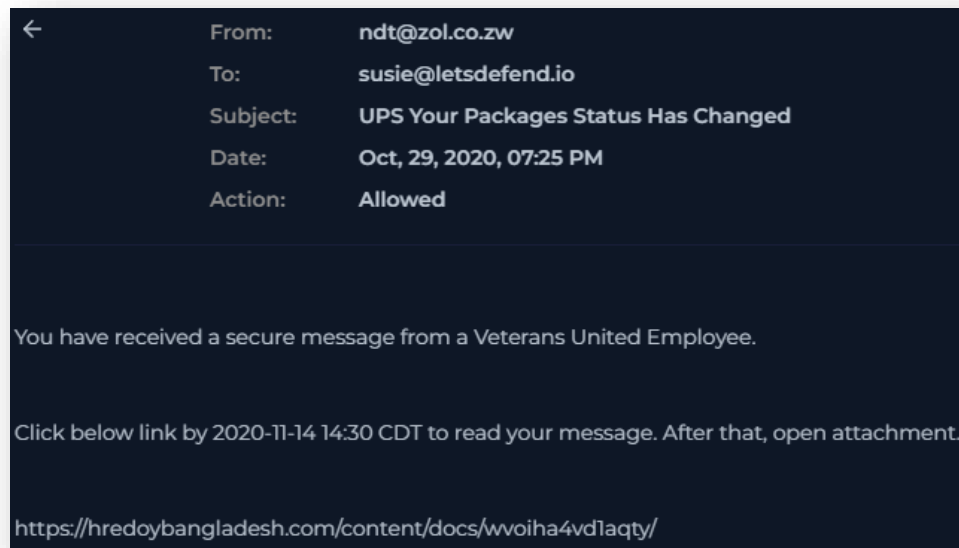 From: ndt@zol.co.zw
To: susie@letsdefend.io
Subject: UPS Your Packages Status Has Changed
Date: Oct, 29, 2020, 07:25 PM
Action: Allowed
You have received a secure message from a Veterans United Employee.
Click below link by 2020-11-14 14:30 CDT to read your message. After that, open attachment.
https://hredoybangladesh.com/content/docs/wvoiha4vd1aqty/